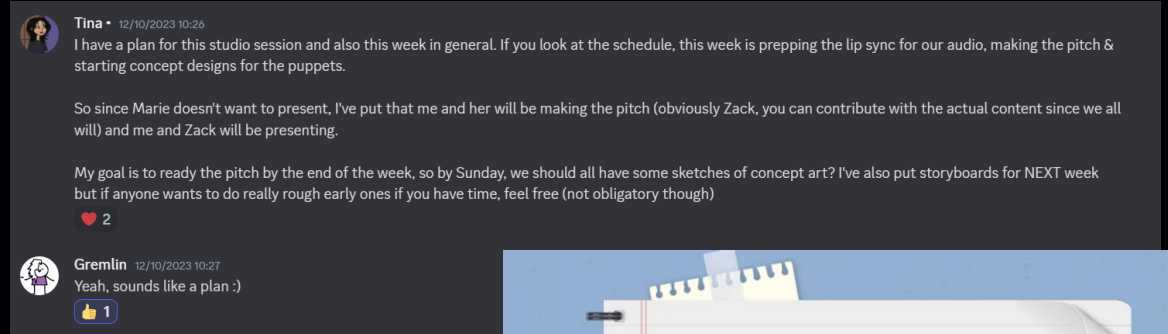 Tina • 12/10/2023 10:26
I have a plan for this studio session and also this week in general. If you look at the schedule, this week is prepping the lip sync for our audio, making the pitch &
starting concept designs for the puppets.
So since Marie doesn't want to present, I've put that me and her will be making the pitch (obviously Zack, you can contribute with the actual content since we all
will) and me and Zack will be presenting.
My goal is to ready the pitch by the end of the week, so by Sunday, we should all have some sketches of concept art? I've also put storyboards for NEXT week
but if anyone wants to do really rough early ones if you have time, feel free (not obligatory though)
❤️ 2
Gremlin 12/10/2023 10:27
Yeah, sounds like a plan :)
👍 1